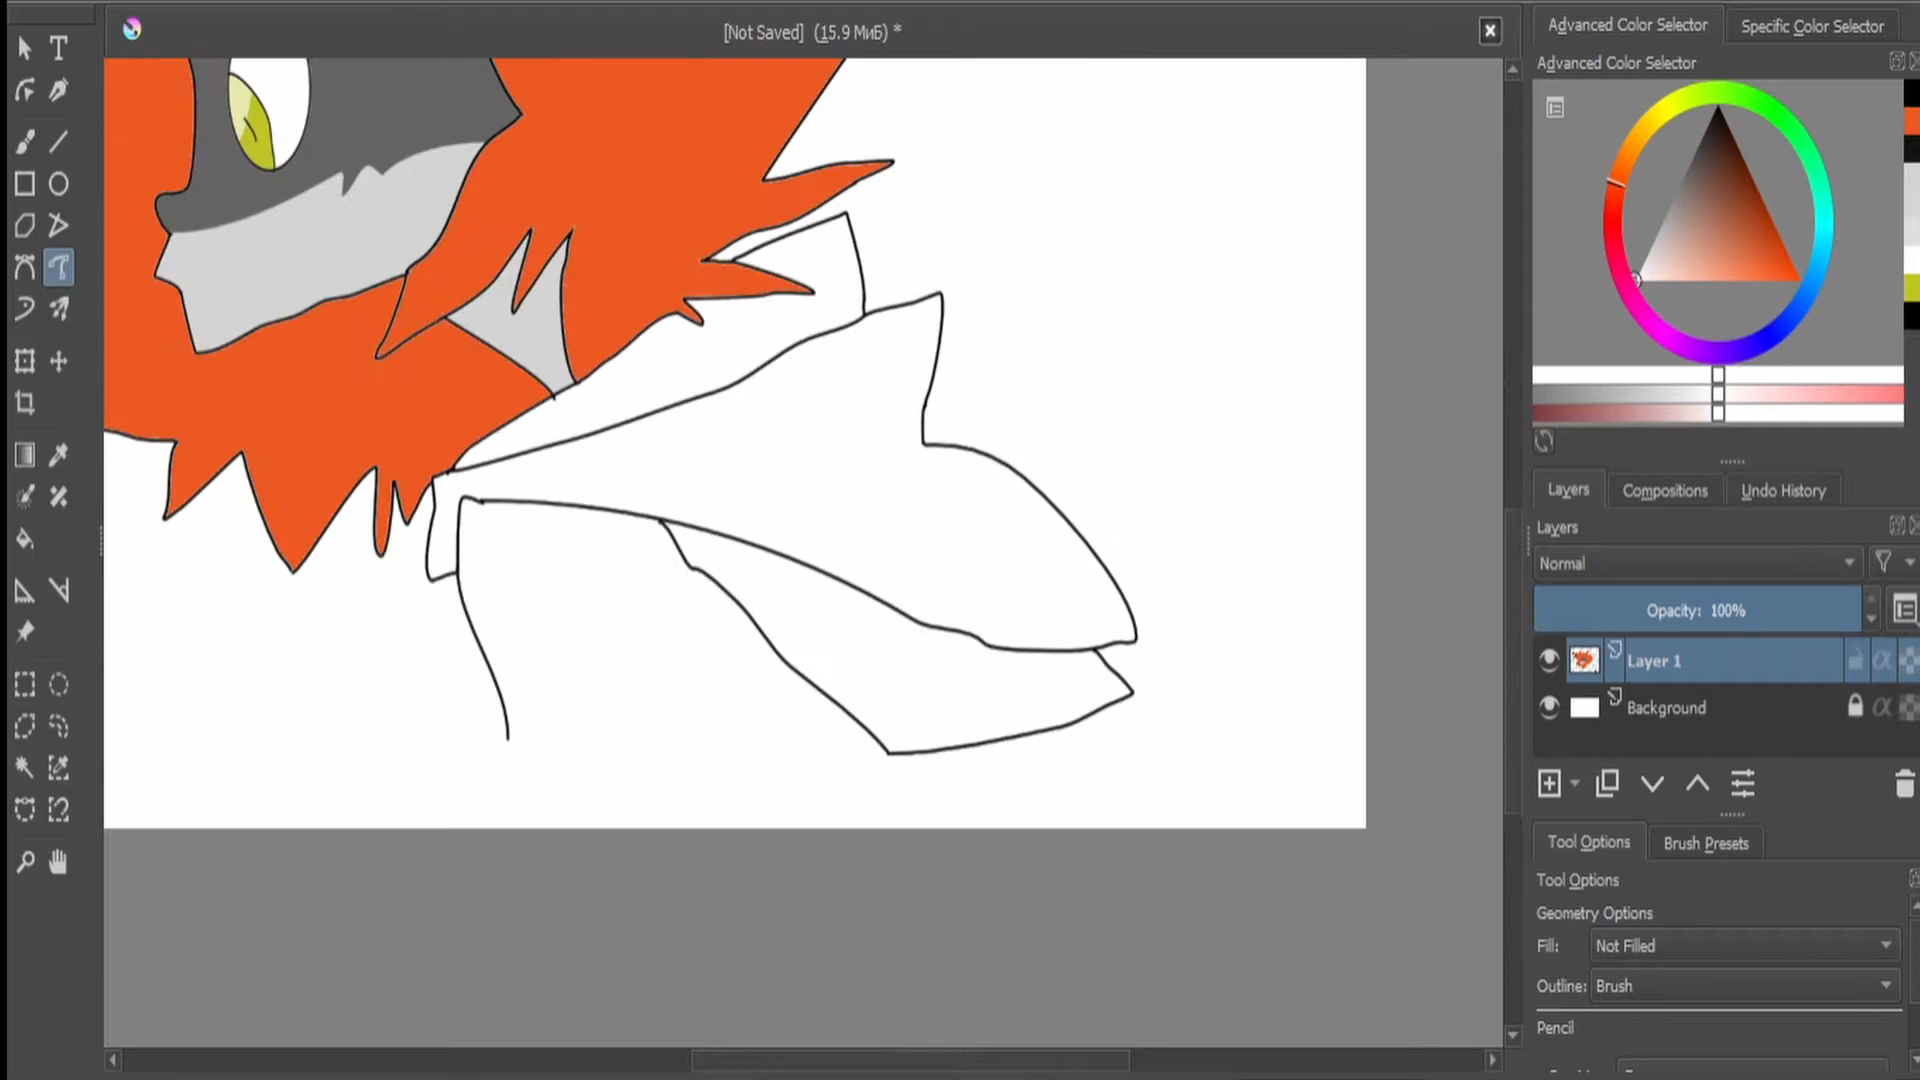 [Not Saved] (15.9 МиБ) *
Advanced Color Selector
Specific Color Selector
Advanced Color Selector
Layers
Compositions
Undo History
Layers
Normal
Opacity: 100%
Layer 1
Background
Tool Options
Brush Presets
Tool Options
Geometry Options
Fill: Not Filled
Outline: Brush
Pencil